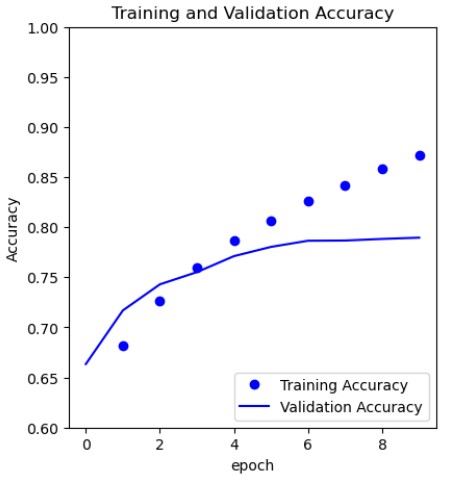 Training and Validation Accuracy
1.00
0.95
0.90
0.85
0.80
0.75
0.70
0.65
0.60
Accuracy
Training Accuracy
Validation Accuracy
0 2 4 6 8
epoch